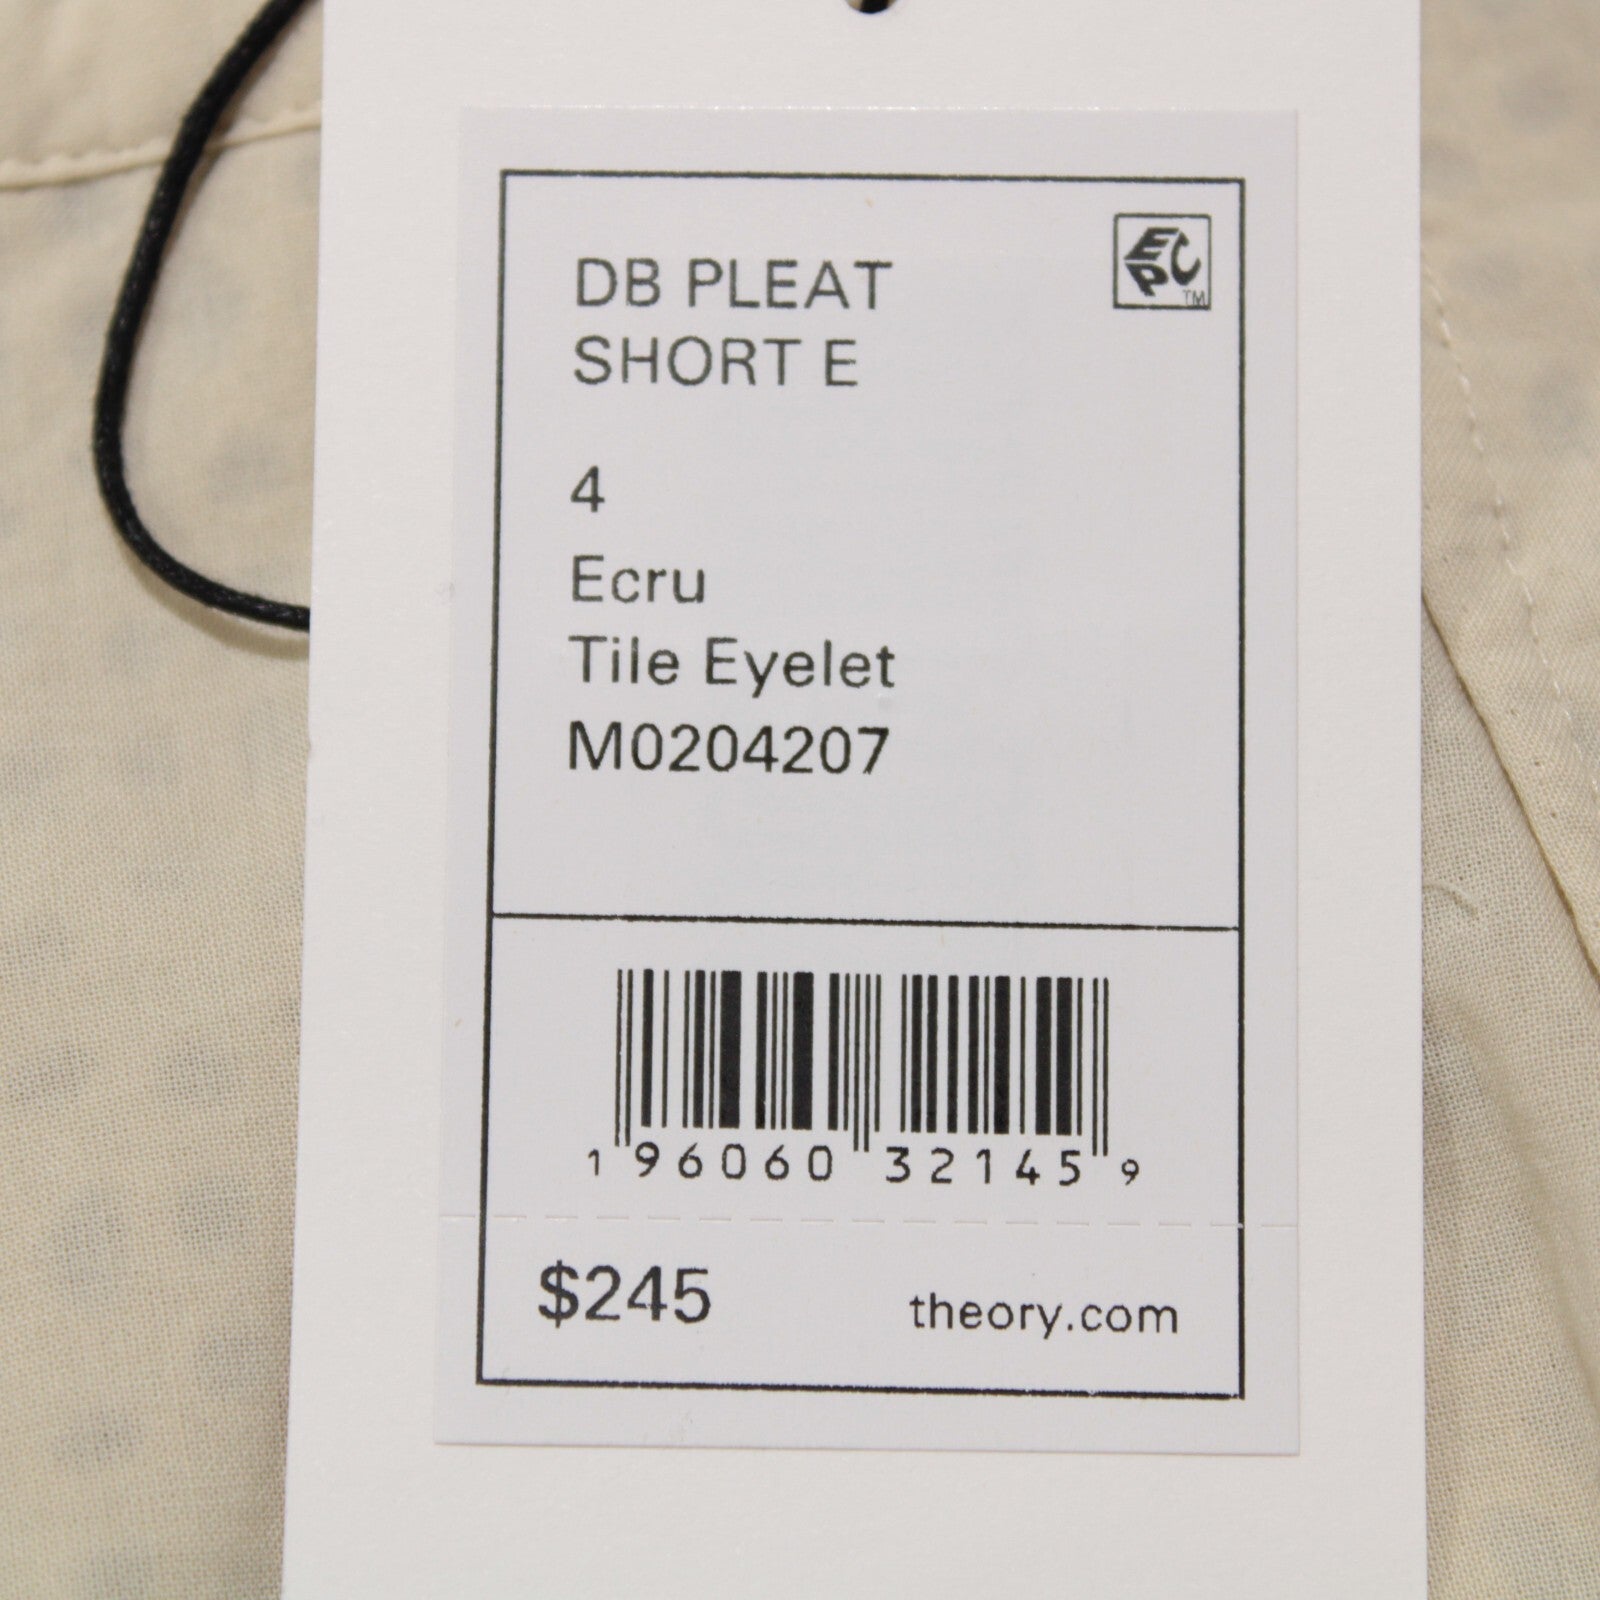 DB PLEAT
SHORT E
EPC
TM
4
Ecru
Tile Eyelet
M0204207
1 96060 32145 9
$245
theory.com